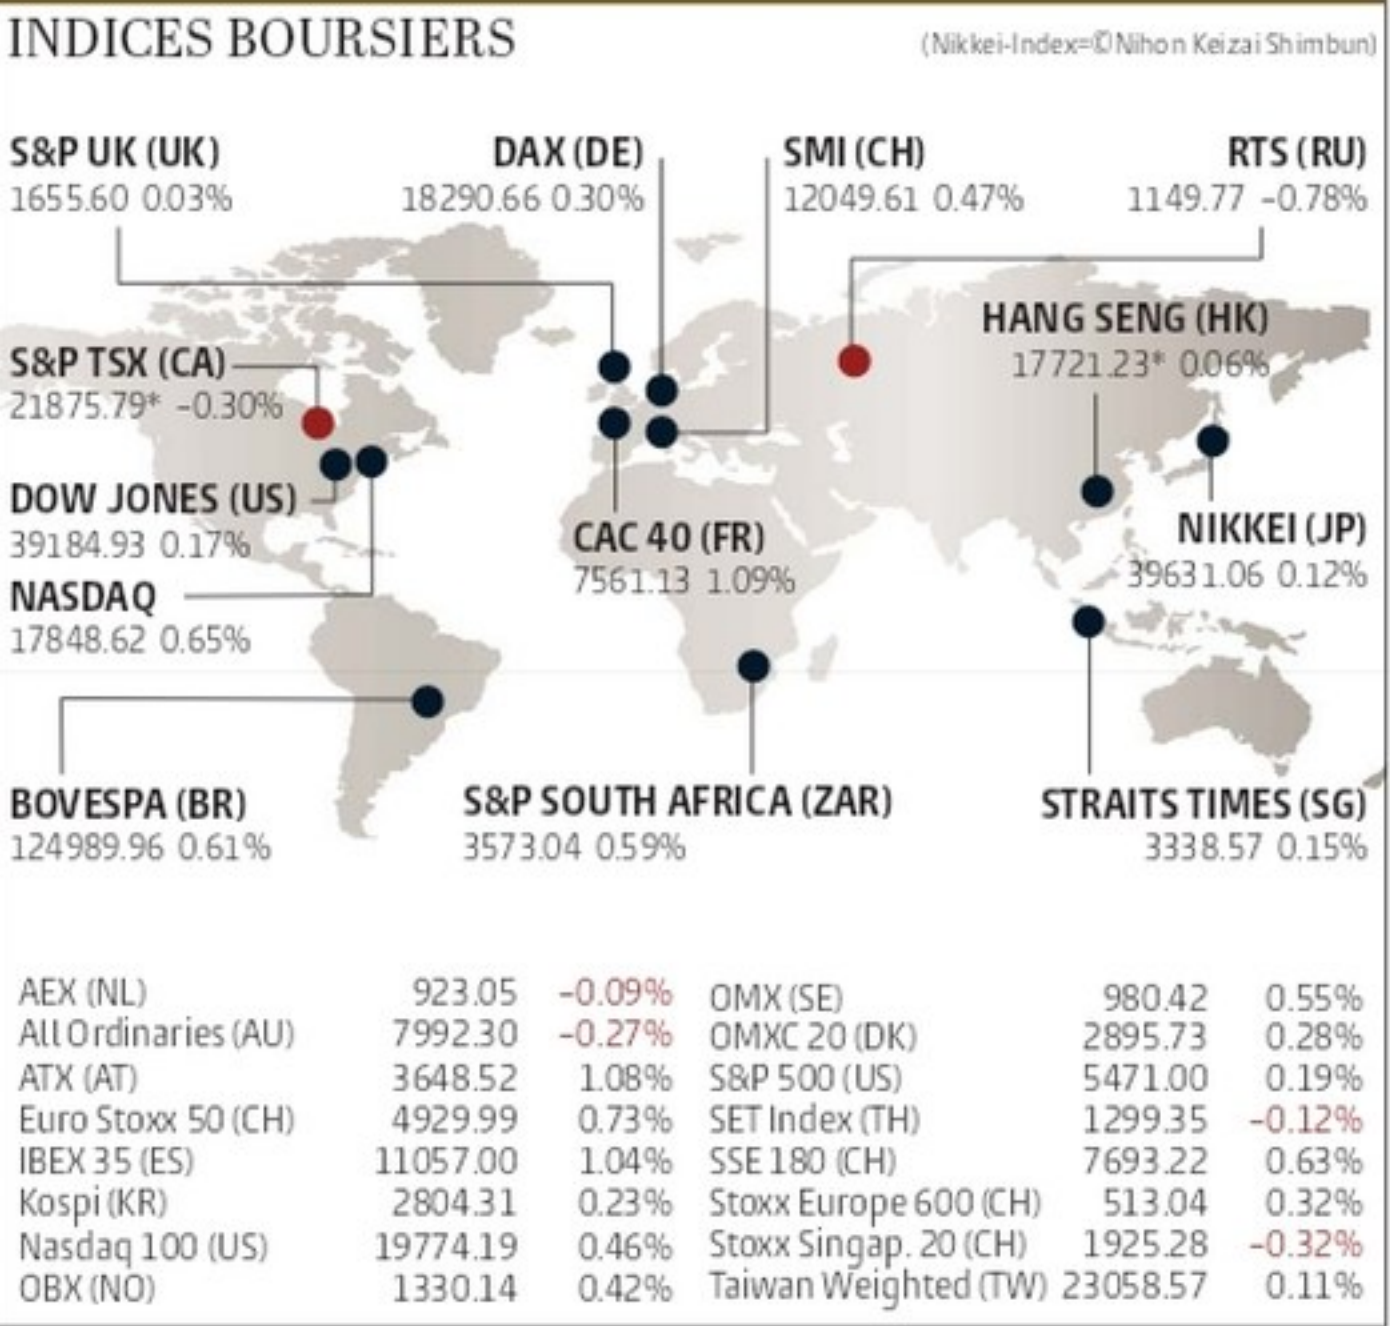 INDICES BOURSIERS
(Nikkei-Index=©Nihon Keizai Shimbun)
S&P UK (UK)
1655.60 0.03%
DAX (DE)
18290.66 0.30%
SMI (CH)
12049.61 0.47%
RTS (RU)
1149.77 -0.78%
HANG SENG (HK)
17721.23* 0.06%
S&P TSX (CA)
21875.79* -0.30%
DOW JONES (US)
39184.93 0.17%
CAC 40 (FR)
7561.13 1.09%
NIKKEI (JP)
39631.06 0.12%
NASDAQ
17848.62 0.65%
BOVESPA (BR)
124989.96 0.61%
S&P SOUTH AFRICA (ZAR)
3573.04 0.59%
STRAITS TIMES (SG)
3338.57 0.15%
AEX (NL) 923.05 -0.09%
All Ordinaries (AU) 7992.30 -0.27%
ATX (AT) 3648.52 1.08%
Euro Stoxx 50 (CH) 4929.99 0.73%
IBEX 35 (ES) 11057.00 1.04%
Kospi (KR) 2804.31 0.23%
Nasdaq 100 (US) 19774.19 0.46%
OBX (NO) 1330.14 0.42%
OMX (SE) 980.42 0.55%
OMXC 20 (DK) 2895.73 0.28%
S&P 500 (US) 5471.00 0.19%
SET Index (TH) 1299.35 -0.12%
SSE 180 (CH) 7693.22 0.63%
Stoxx Europe 600 (CH) 513.04 0.32%
Stoxx Singap. 20 (CH) 1925.28 -0.32%
Taiwan Weighted (TW) 23058.57 0.11%